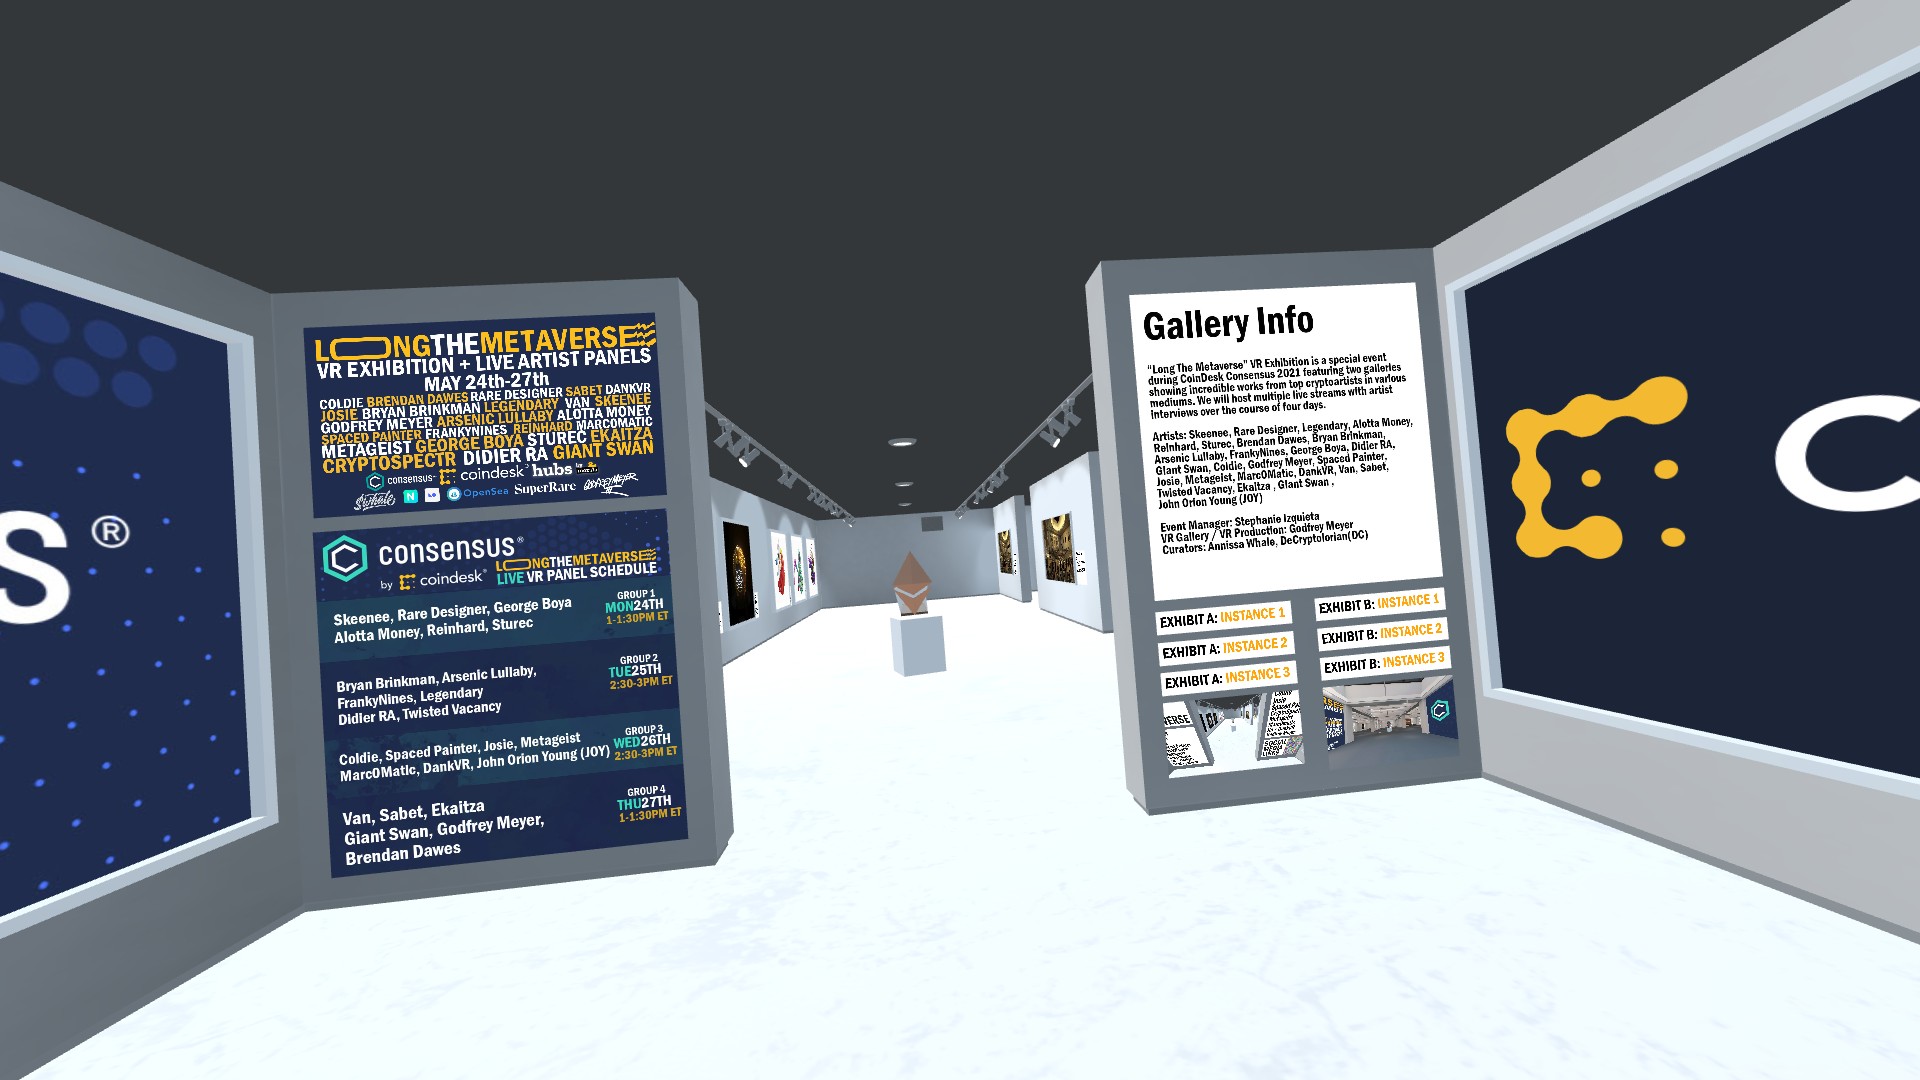 S®
LONGTHEMETAVERSE
VR EXHIBITION + LIVE ARTIST PANELS
MAY 24th-27th
COLDIE BRENDAN DAWES RARE DESIGNER SABET DANKVR
JOSIE BRYAN BRINKMAN LEGENDARY VAN SKEENEE
GODFREY MEYER ARSENIC LULLABY ALOTTA MONEY
SPACED PAINTER FRANKYNINES REINHARD MARCOMATIC
METAGEIST GEORGE BOYA STUREC EKAITZA
CRYPTOSPECTR DIDIER RA GIANT SWAN
consensus coindesk hubs
$Whale OpenSea SuperRare
consensus®
by coindesk®
LONGTHEMETAVERSE
LIVE VR PANEL SCHEDULE
Skeenee, Rare Designer, George Boya
Alotta Money, Reinhard, Sturec
GROUP 1
MON24TH
1-1:30PM ET
Bryan Brinkman, Arsenic Lullaby,
FrankyNines, Legendary
Didier RA, Twisted Vacancy
GROUP 2
TUE25TH
2:30-3PM ET
Coldie, Spaced Painter, Josie, Metageist
Marc0Matic, DankVR, John Orion Young (JOY)
GROUP 3
WED26TH
2:30-3PM ET
Van, Sabet, Ekaitza
Giant Swan, Godfrey Meyer,
Brendan Dawes
GROUP 4
THU27TH
1-1:30PM ET
Gallery Info
"Long The Metaverse" VR Exhibition is a special event
during CoinDesk Consensus 2021 featuring two galleries
showing incredible works from top cryptoartists in various
mediums. We will host multiple live streams with artist
interviews over the course of four days.
Artists: Skeenee, Rare Designer, Legendary, Alotta Money,
Reinhard, Sturec, Brendan Dawes, Bryan Brinkman,
Arsenic Lullaby, FrankyNines, George Boya, Didier RA,
Giant Swan, Coldie, Godfrey Meyer, Spaced Painter,
Josie, Metageist, Marc0Matic, DankVR, Van, Sabet,
Twisted Vacancy, Ekaitza , Giant Swan ,
John Orion Young (JOY)
Event Manager: Stephanie Izquieta
VR Gallery / VR Production: Godfrey Meyer
Curators: Annissa Whale, DeCryptolorian(DC)
EXHIBIT A: INSTANCE 1
EXHIBIT B: INSTANCE 1
EXHIBIT A: INSTANCE 2
EXHIBIT B: INSTANCE 2
EXHIBIT A: INSTANCE 3
EXHIBIT B: INSTANCE 3
C